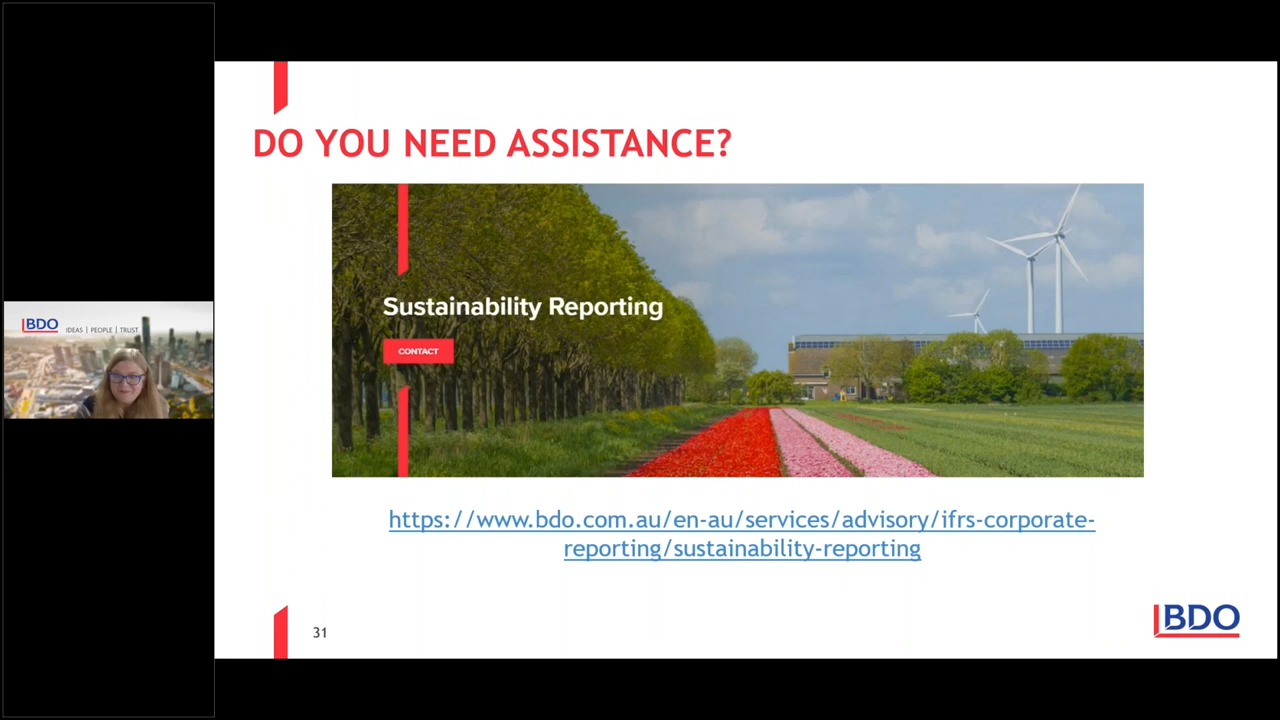 DO YOU NEED ASSISTANCE?
Sustainability Reporting
CONTACT
BDO IDEAS | PEOPLE | TRUST
https://www.bdo.com.au/en-au/services/advisory/ifrs-corporate-
reporting/sustainability-reporting
31
BDO